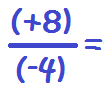 (+8)
(-4) =